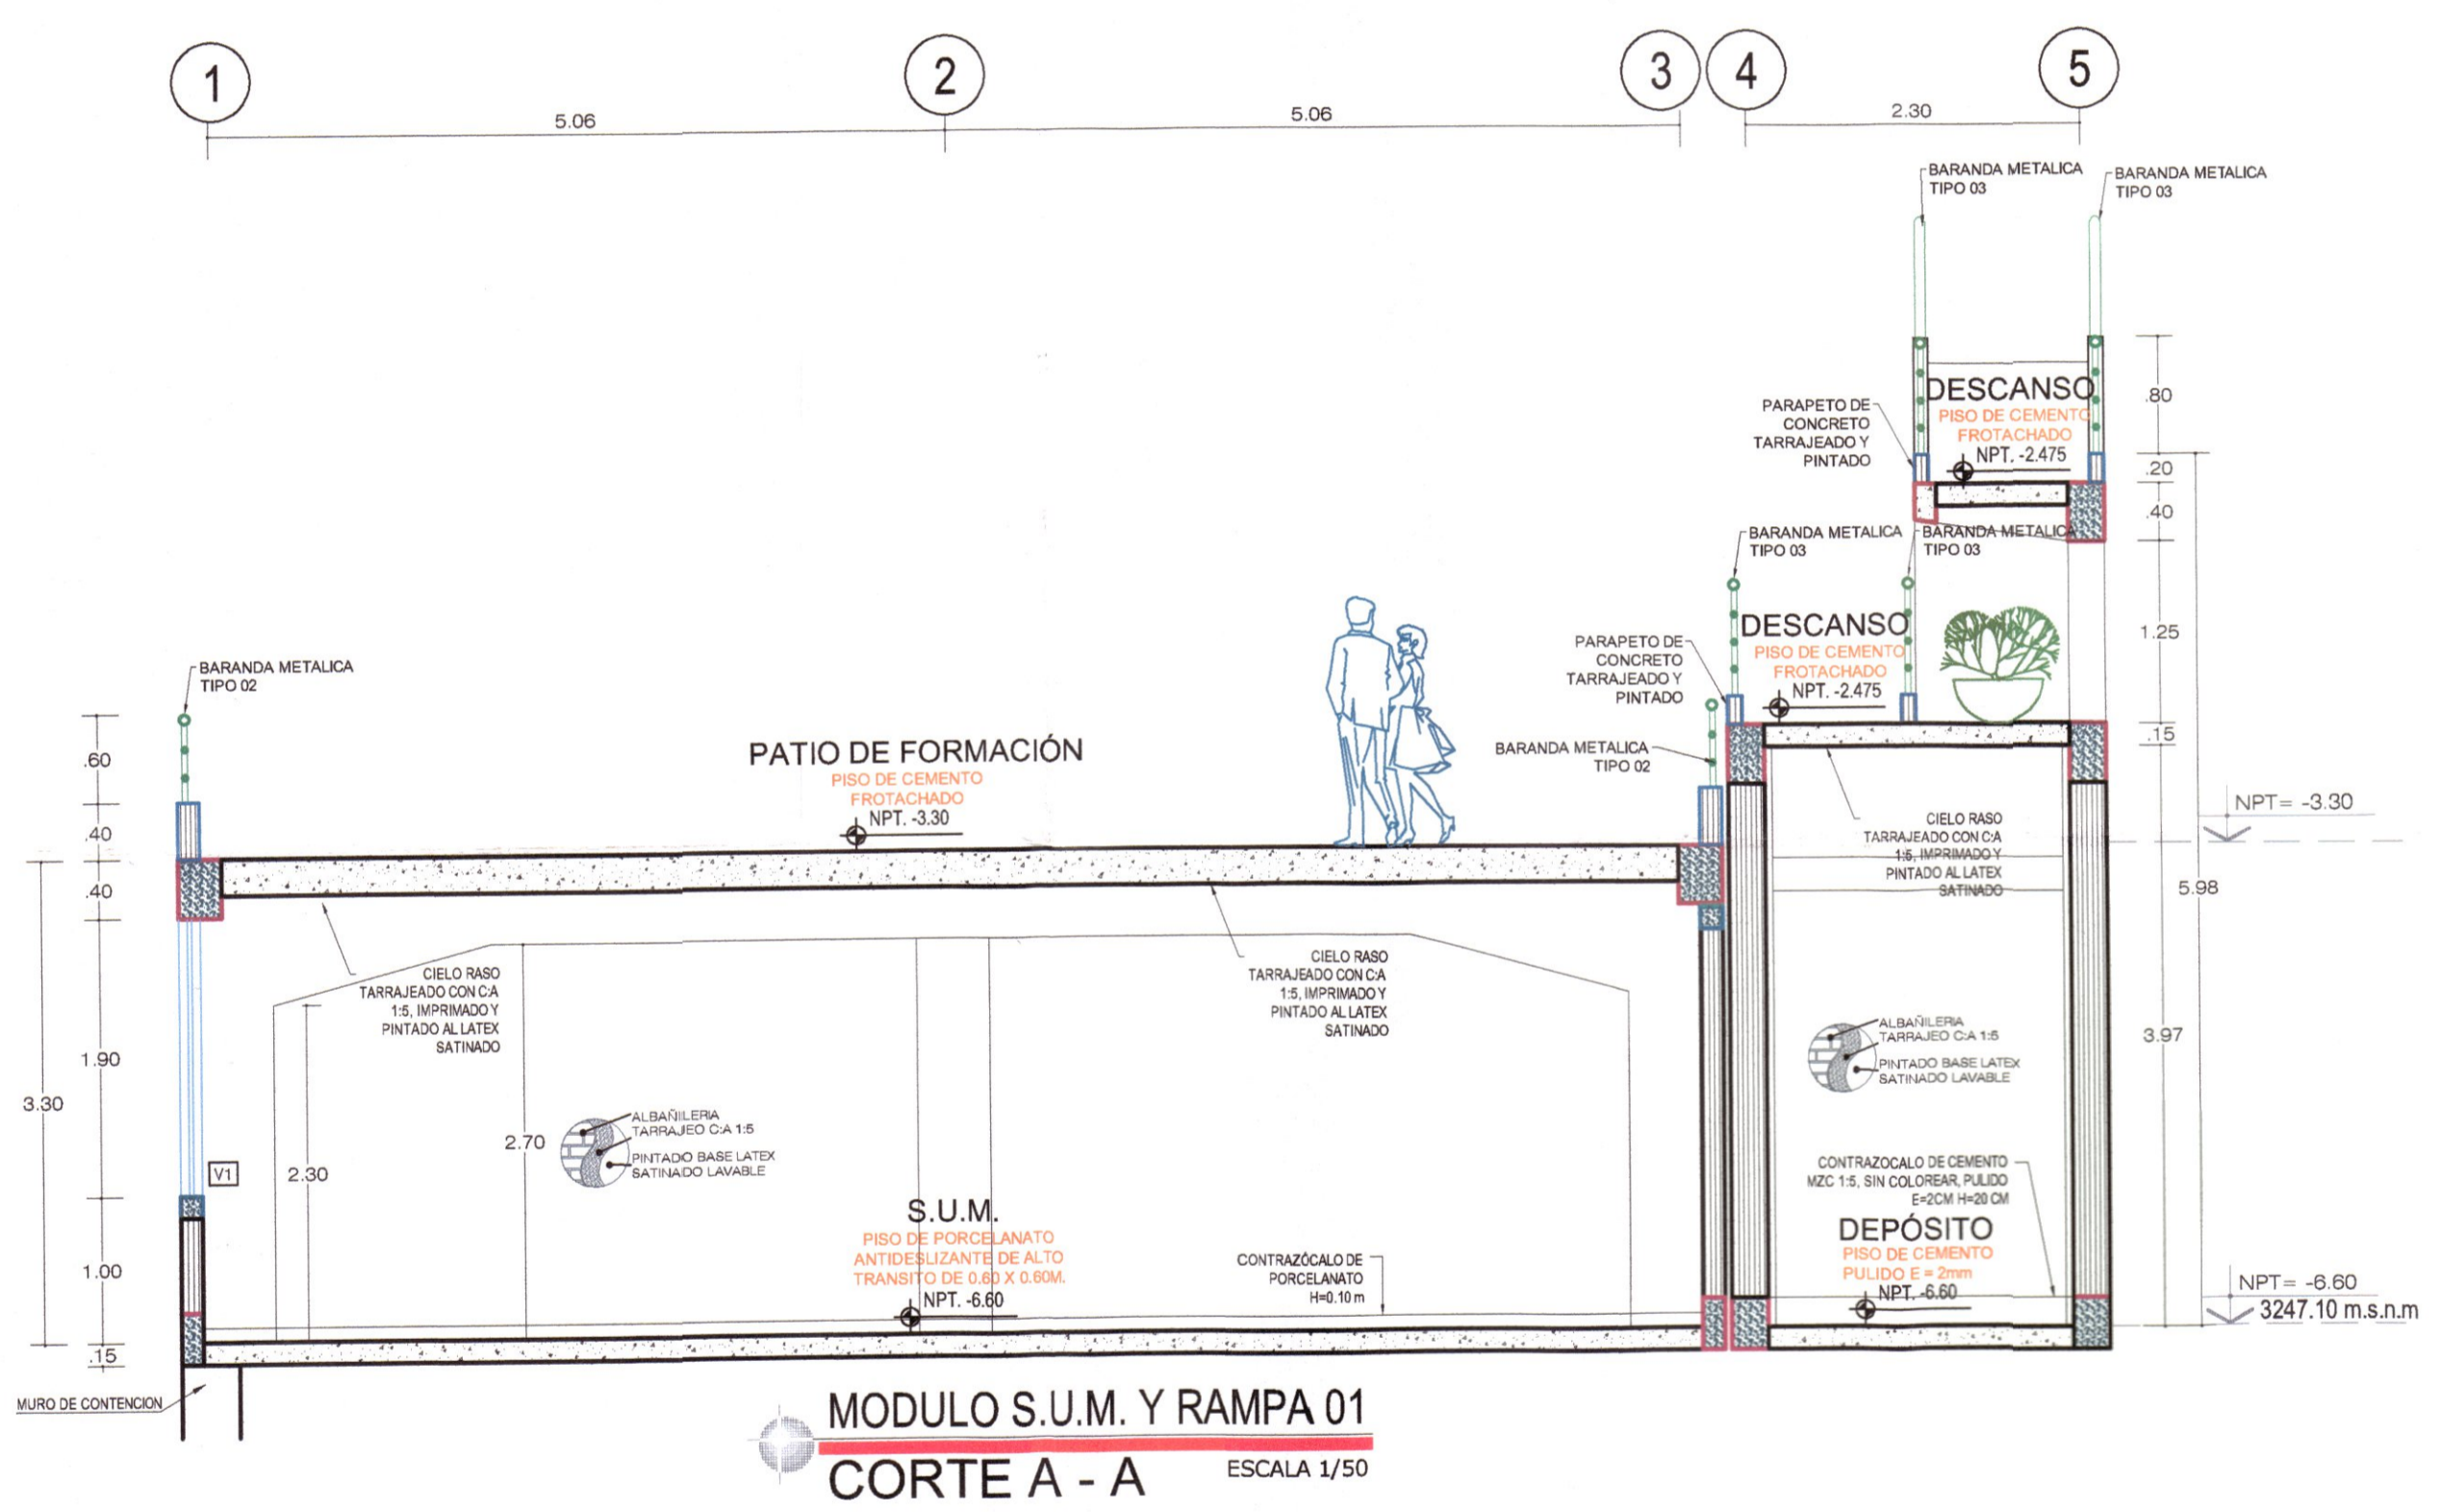 1
2
3
4
5
5.06
5.06
2.30
BARANDA METALICA
TIPO 03
BARANDA METALICA
TIPO 03
DESCANSO
PISO DE CEMENTO
FROTACHADO
NPT. -2.475
PARAPETO DE
CONCRETO
TARRAJEADO Y
PINTADO
.80
.20
.40
1.25
.15
3.97
5.98
BARANDA METALICA
TIPO 03
BARANDA METALICA
TIPO 03
DESCANSO
PISO DE CEMENTO
FROTACHADO
NPT. -2.475
PARAPETO DE
CONCRETO
TARRAJEADO Y
PINTADO
BARANDA METALICA
TIPO 02
BARANDA METALICA
TIPO 02
PATIO DE FORMACIÓN
PISO DE CEMENTO
FROTACHADO
NPT. -3.30
.60
.40
.40
1.90
3.30
1.00
.15
NPT= -3.30
CIELO RASO
TARRAJEADO CON C:A
1:5, IMPRIMADO Y
PINTADO AL LATEX
SATINADO
CIELO RASO
TARRAJEADO CON C:A
1:5, IMPRIMADO Y
PINTADO AL LATEX
SATINADO
CIELO RASO
TARRAJEADO CON C:A
1:5, IMPRIMADO Y
PINTADO AL LATEX
SATINADO
ALBAÑILERIA
TARRAJEO C:A 1:5
PINTADO BASE LATEX
SATINADO LAVABLE
ALBAÑILERIA
TARRAJEO C:A 1:5
PINTADO BASE LATEX
SATINADO LAVABLE
V1
2.30
2.70
S.U.M.
PISO DE PORCELANATO
ANTIDESLIZANTE DE ALTO
TRANSITO DE 0.60 X 0.60M.
NPT. -6.60
CONTRAZÓCALO DE
PORCELANATO
H=0.10 m
CONTRAZOCALO DE CEMENTO
MZC 1:5, SIN COLOREAR, PULIDO
E=2CM H=20 CM
DEPÓSITO
PISO DE CEMENTO
PULIDO E = 2mm
NPT. -6.60
NPT= -6.60
3247.10 m.s.n.m
MURO DE CONTENCION
MODULO S.U.M. Y RAMPA 01
CORTE A - A
ESCALA 1/50